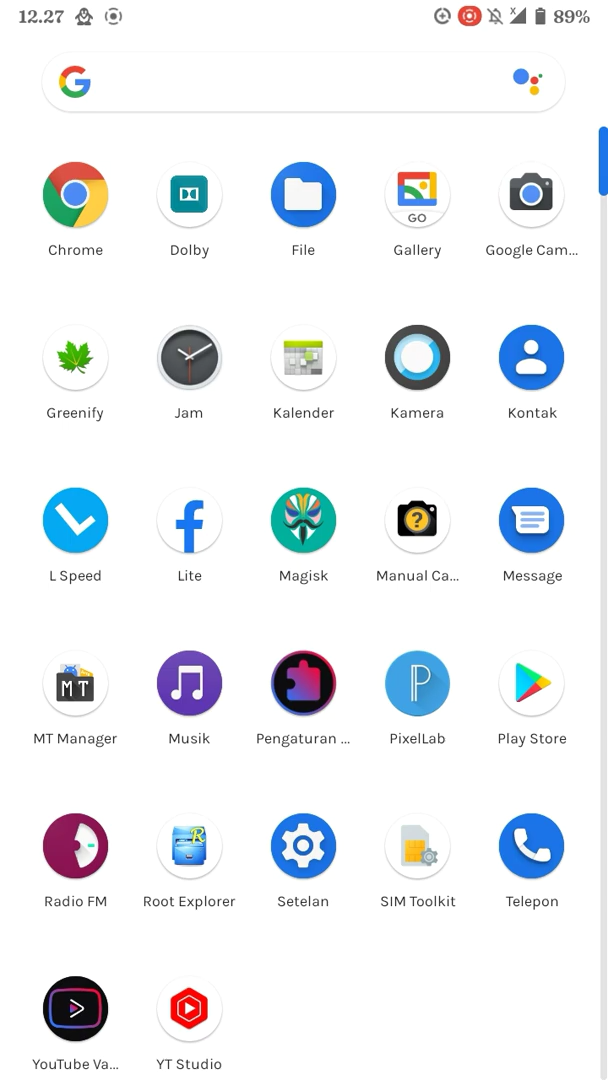 12.27 89%
Chrome Dolby File Gallery Google Cam...
Greenify Jam Kalender Kamera Kontak
L Speed Lite Magisk Manual Ca... Message
MT Manager Musik Pengaturan ... PixelLab Play Store
Radio FM Root Explorer Setelan SIM Toolkit Telepon
YouTube Va... YT Studio
GO
MT
R